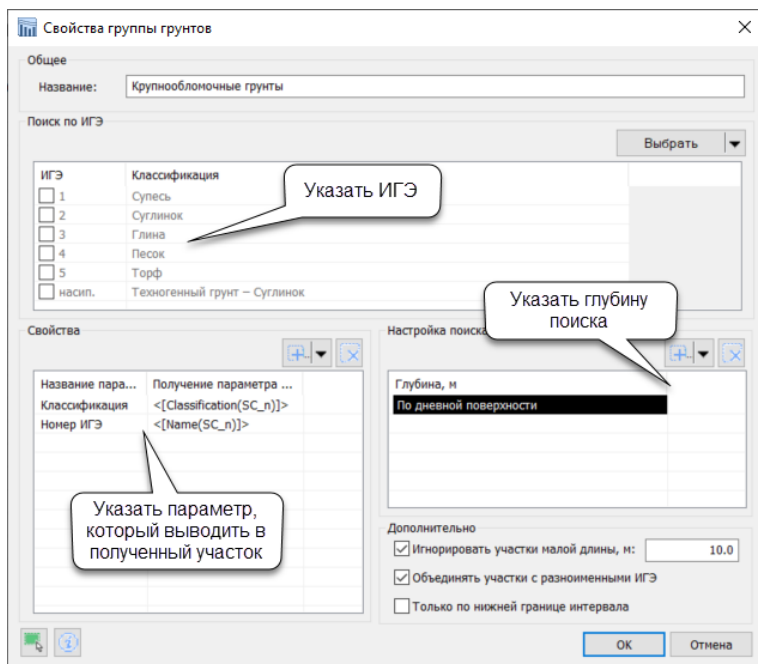 Свойства группы грунтов
Общее
Название: Крупнообломочные грунты
Поиск по ИГЭ
Выбрать
ИГЭ Классификация
1 Супесь
2 Суглинок
3 Глина
4 Песок
5 Торф
насип. Техногенный грунт – Суглинок
Указать ИГЭ
Указать глубину
поиска
Свойства
Название пара... Получение параметра ...
Классификация <[Classification(SC_n)]>
Номер ИГЭ <[Name(SC_n)]>
Указать параметр,
который выводить в
полученный участок
Настройка поиска
Глубина, м
По дневной поверхности
Дополнительно
Игнорировать участки малой длины, м: 10.0
Объединять участки с разноименными ИГЭ
Только по нижней границе интервала
ОК Отмена